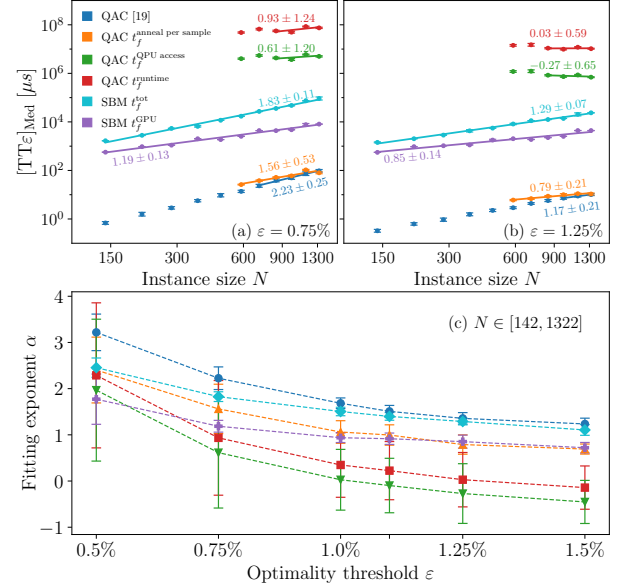 QAC [19]
QAC t_f^{anneal per sample}
QAC t_f^{QPU access}
QAC t_f^{runtime}
SBM t_f^{tot}
SBM t_f^{GPU}
[TTε]_Med [μs]
10^8
10^6
10^4
10^2
10^0
0.93 ± 1.24
0.61 ± 1.20
1.83 ± 0.11
1.19 ± 0.13
1.56 ± 0.53
2.23 ± 0.25
(a) ε = 0.75%
150 300 600 900 1300
Instance size N
0.03 ± 0.59
−0.27 ± 0.65
1.29 ± 0.07
0.85 ± 0.14
0.79 ± 0.21
1.17 ± 0.21
(b) ε = 1.25%
150 300 600 900 1300
Instance size N
(c) N ∈ [142, 1322]
Fitting exponent α
4
3
2
1
0
−1
0.5% 0.75% 1.0% 1.25% 1.5%
Optimality threshold ε